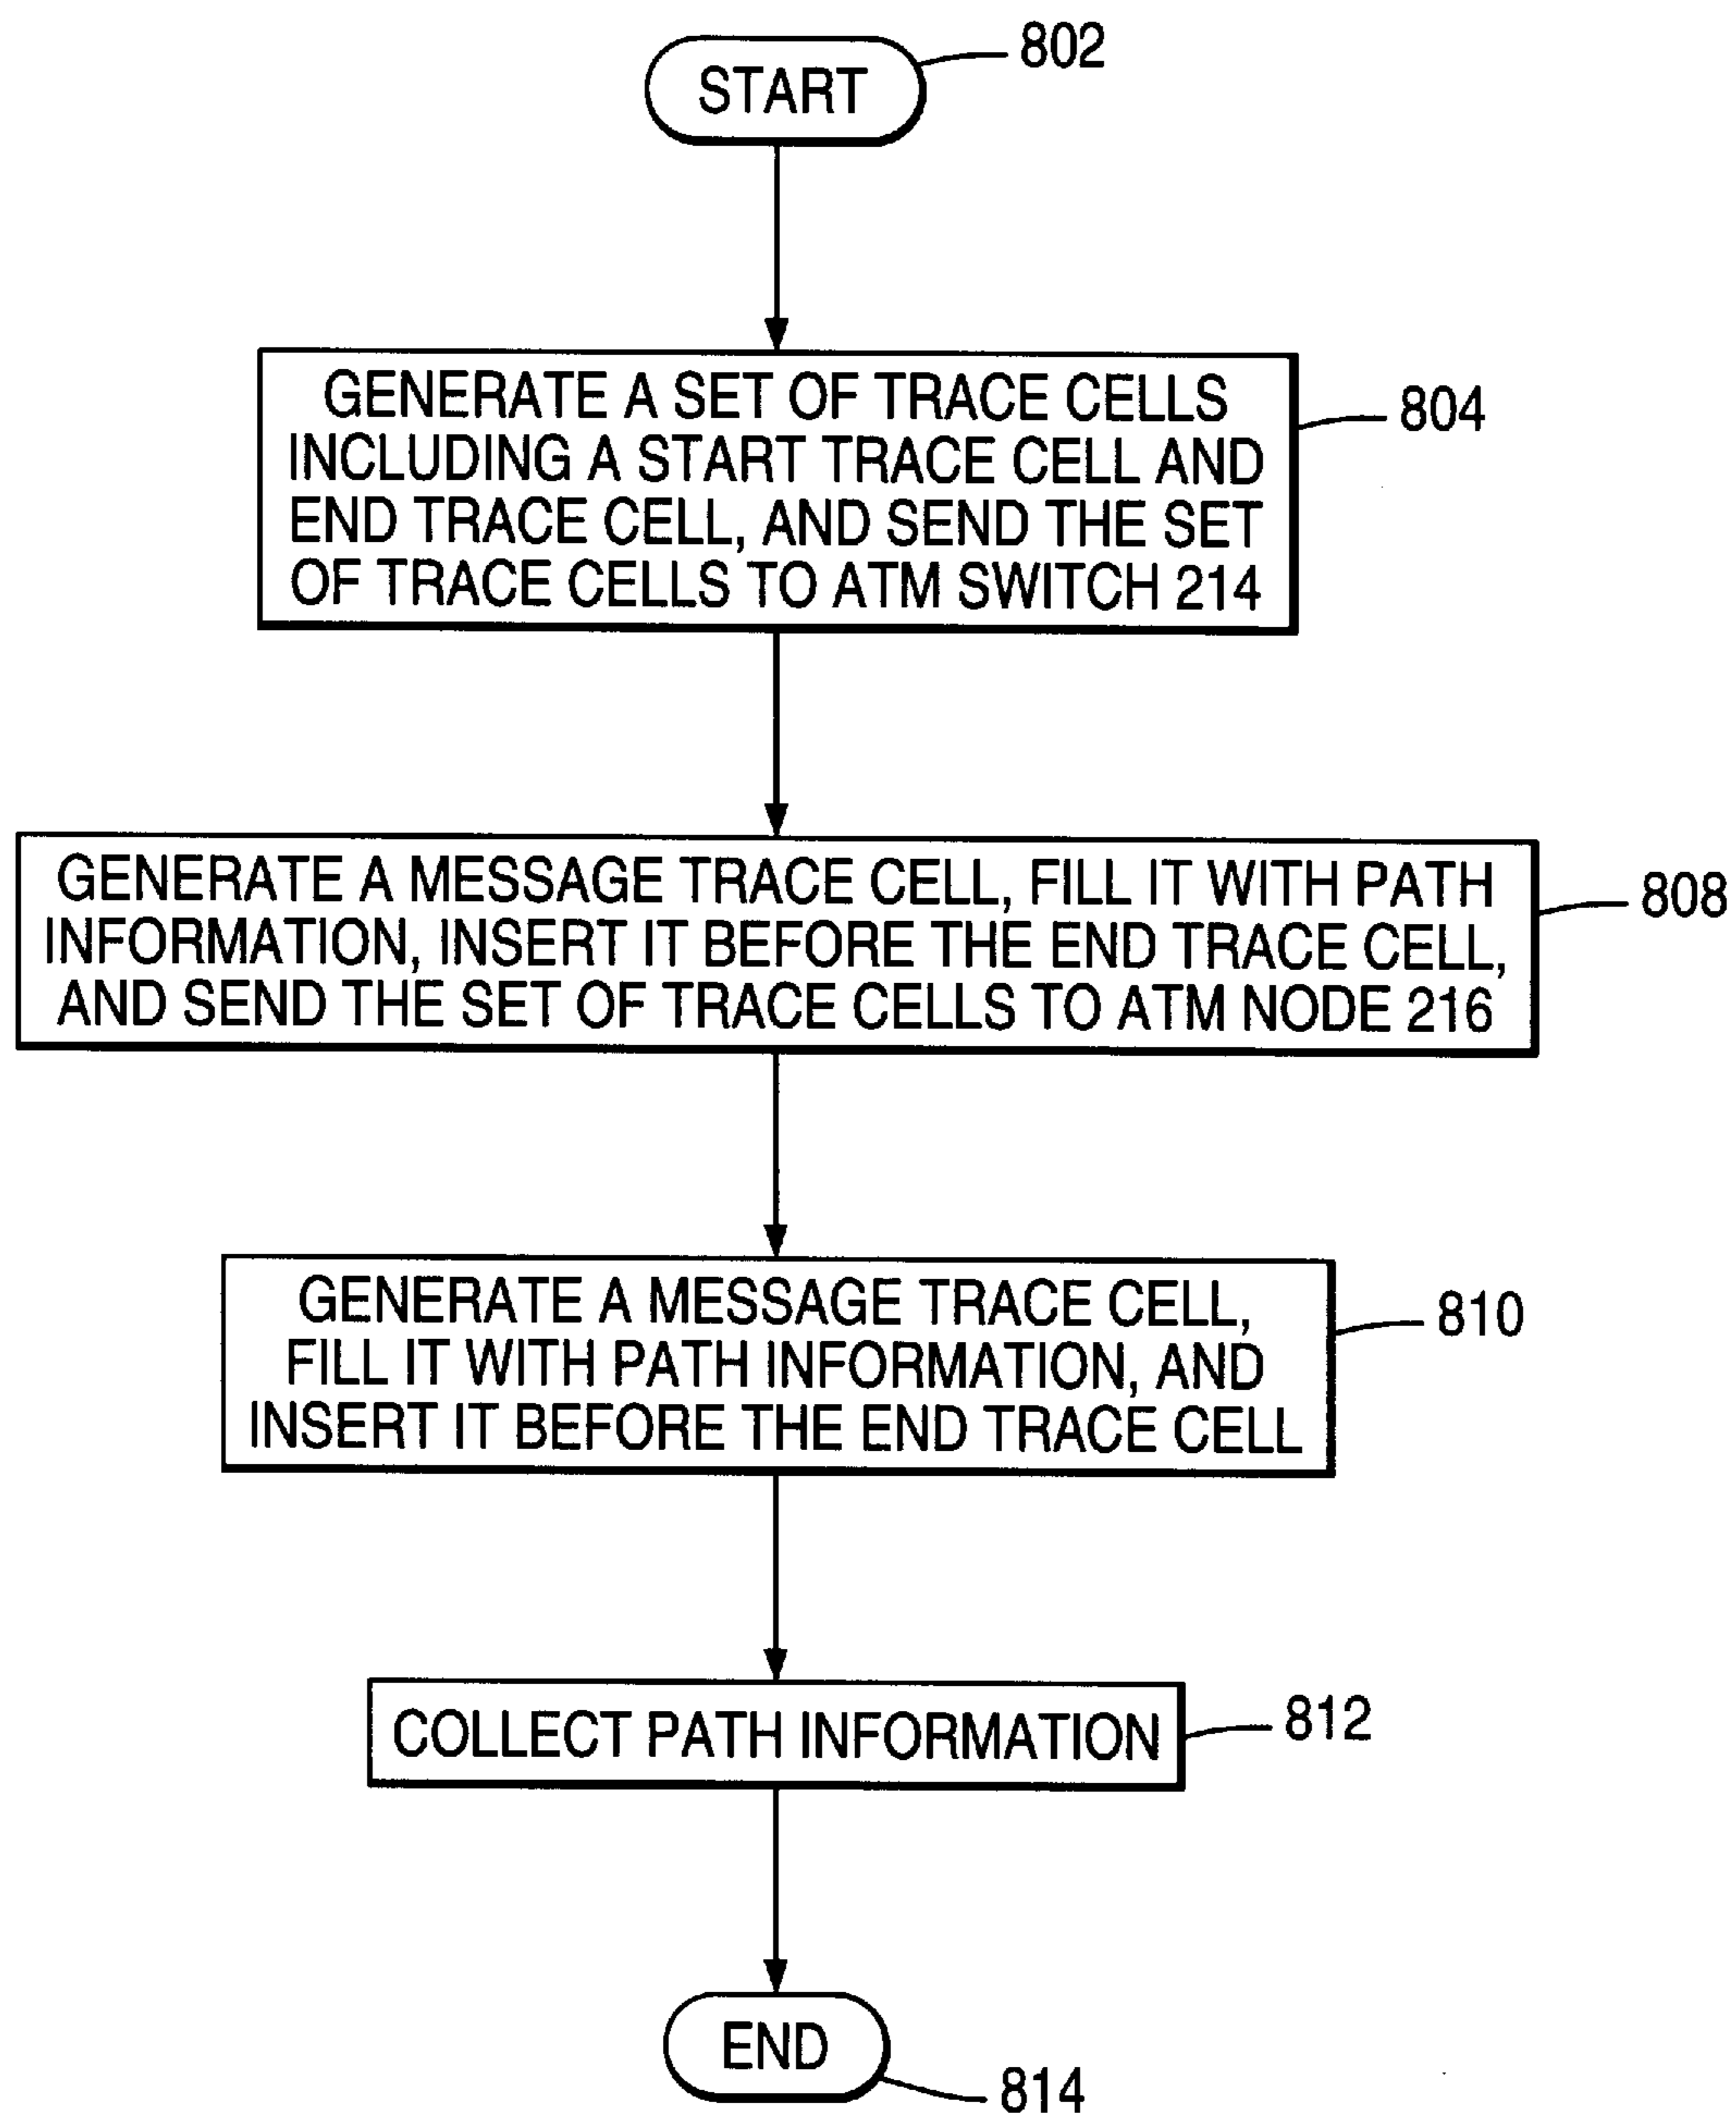 START
802
GENERATE A SET OF TRACE CELLS
INCLUDING A START TRACE CELL AND
END TRACE CELL, AND SEND THE SET
OF TRACE CELLS TO ATM SWITCH 214
804
GENERATE A MESSAGE TRACE CELL, FILL IT WITH PATH
INFORMATION, INSERT IT BEFORE THE END TRACE CELL,
AND SEND THE SET OF TRACE CELLS TO ATM NODE 216
808
GENERATE A MESSAGE TRACE CELL,
FILL IT WITH PATH INFORMATION, AND
INSERT IT BEFORE THE END TRACE CELL
810
COLLECT PATH INFORMATION
812
END
814